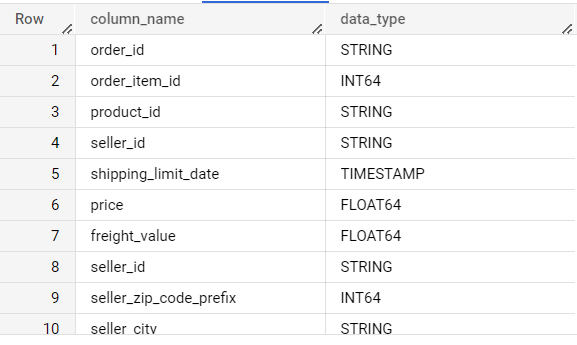 Row column_name data_type
1 order_id STRING
2 order_item_id INT64
3 product_id STRING
4 seller_id STRING
5 shipping_limit_date TIMESTAMP
6 price FLOAT64
7 freight_value FLOAT64
8 seller_id STRING
9 seller_zip_code_prefix INT64
10 seller_city STRING